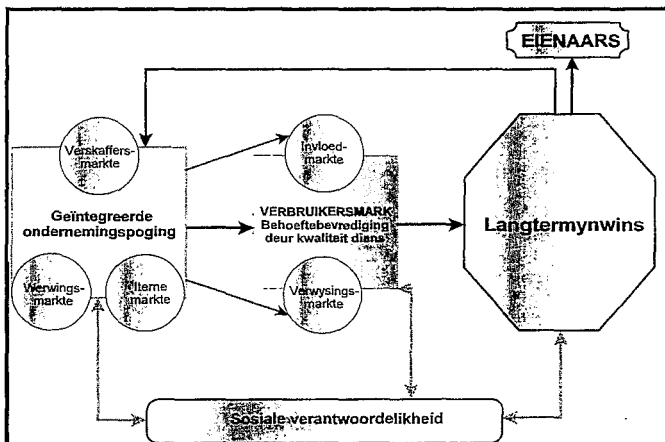 EIENAARS
Verskaffers-
markte
Invloed-
markte
Geïntegreerde
ondernemingspoging
VERBRUIKERSMARK
Behoeftebevrediging
deur kwaliteit diens
Langtermynwins
Werwings-
markte
Iterne
markte
Verwysings-
markte
Sosiale verantwoordelikheid